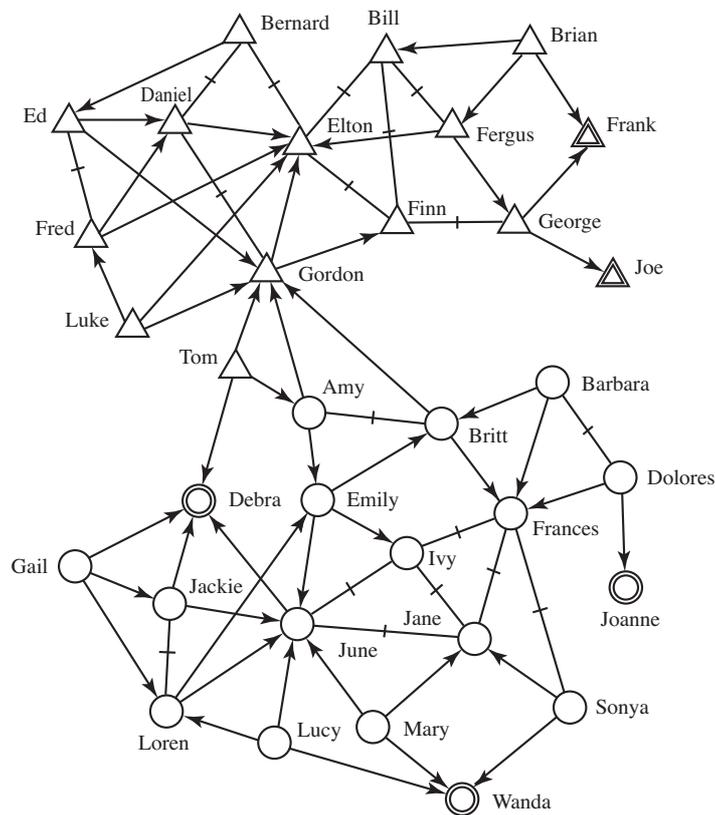 Bill
Bernard
Brian
Daniel
Ed
Elton
Fergus
Frank
Finn
George
Fred
Gordon
Joe
Luke
Tom
Amy
Barbara
Britt
Dolores
Debra
Emily
Frances
Gail
Ivy
Jackie
Joanne
Jane
June
Sonya
Lucy
Mary
Loren
Wanda